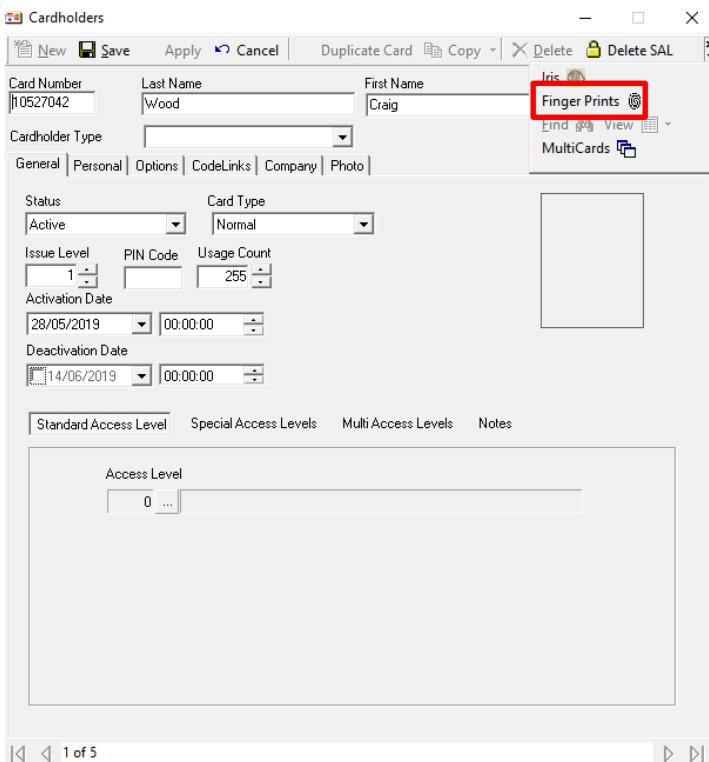 Cardholders
New Save Apply Cancel Duplicate Card Copy Delete Delete SAL
Iris
Finger Prints
Find View
MultiCards
Card Number Last Name First Name
10527042 Wood Craig
Cardholder Type
General Personal Options CodeLinks Company Photo
Status Card Type
Active Normal
Issue Level PIN Code Usage Count
1 255
Activation Date
28/05/2019 00:00:00
Deactivation Date
14/06/2019 00:00:00
Standard Access Level Special Access Levels Multi Access Levels Notes
Access Level
0 ...
1 of 5